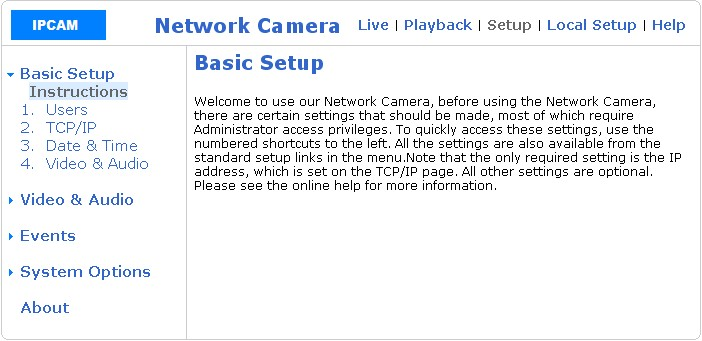 IPCAM
Network Camera
Live | Playback | Setup | Local Setup | Help
Basic Setup
Instructions
1. Users
2. TCP/IP
3. Date & Time
4. Video & Audio
Video & Audio
Events
System Options
About
Basic Setup
Welcome to use our Network Camera, before using the Network Camera,
there are certain settings that should be made, most of which require
Administrator access privileges. To quickly access these settings, use the
numbered shortcuts to the left. All the settings are also available from the
standard setup links in the menu.Note that the only required setting is the IP
address, which is set on the TCP/IP page. All other settings are optional.
Please see the online help for more information.